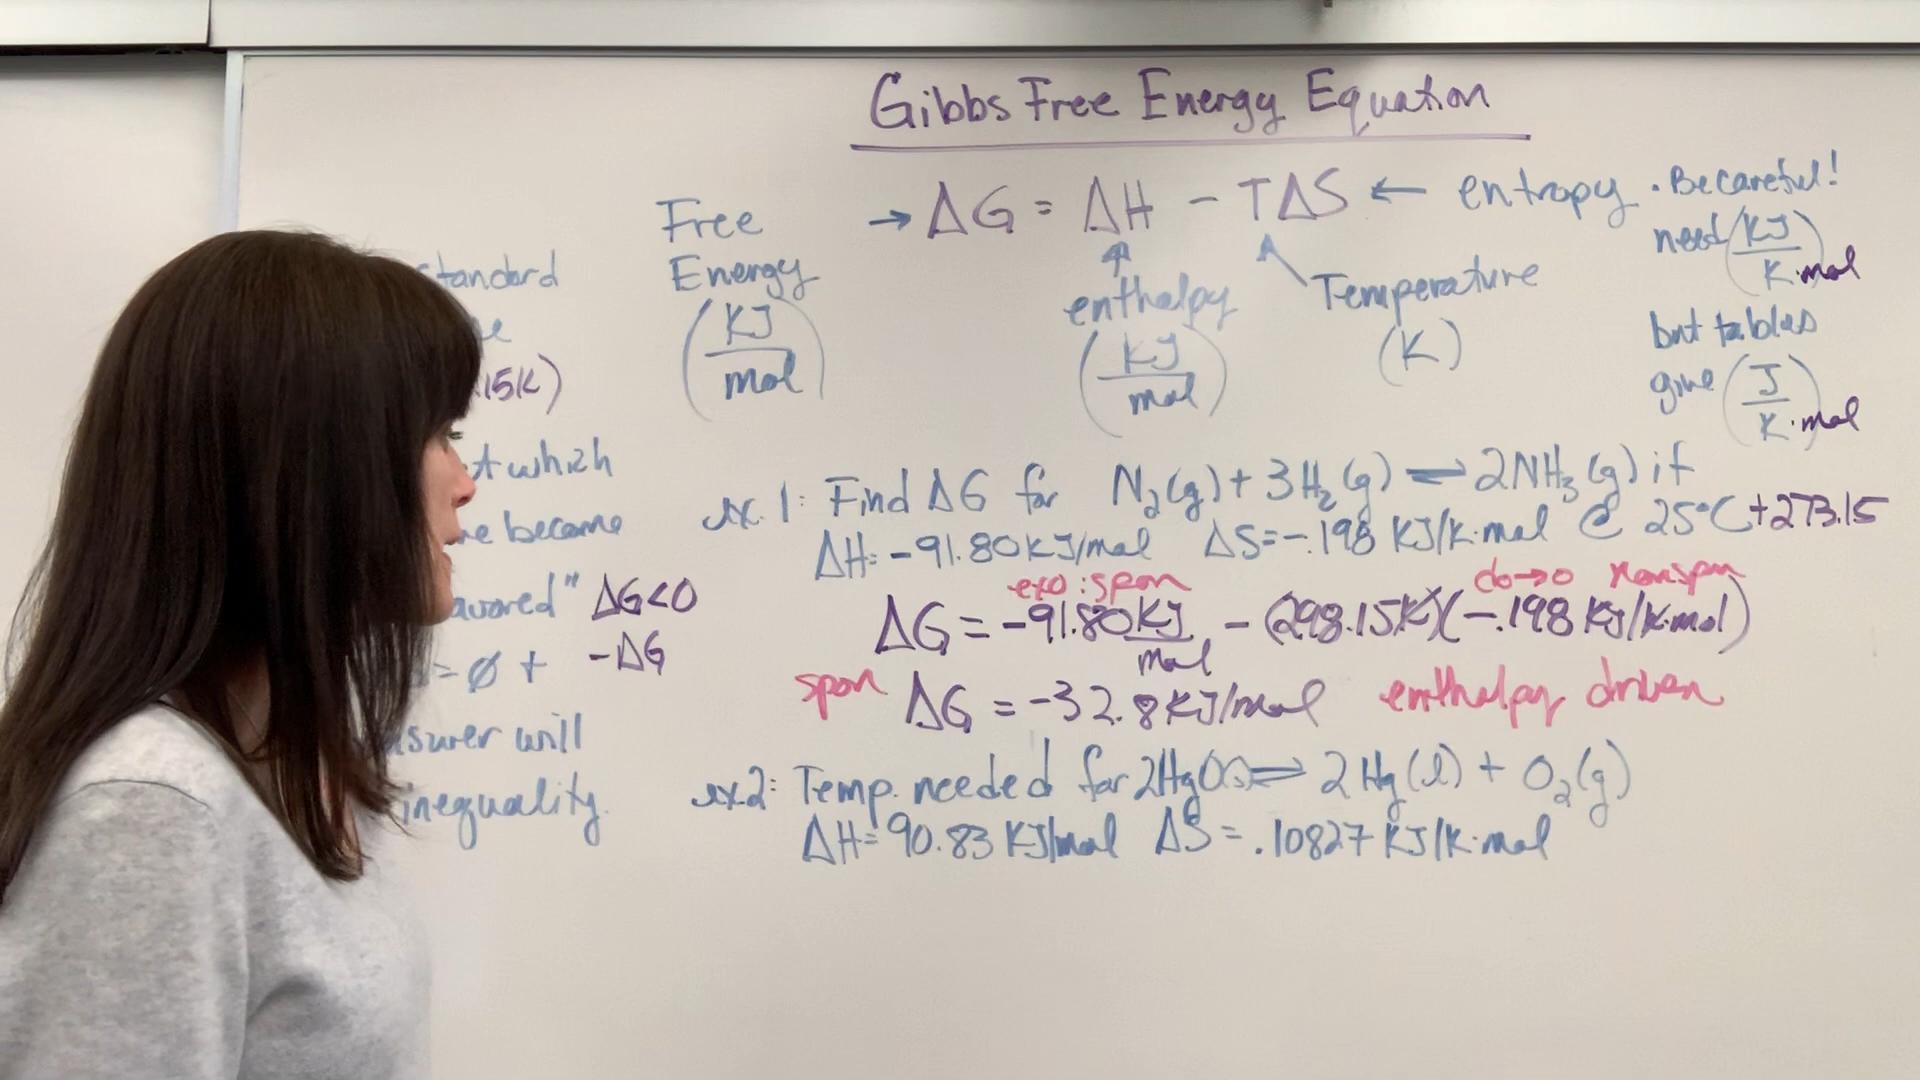 Gibbs Free Energy Equation
→ ΔG = ΔH - TΔS ← entropy
Free Energy (KJ/mol)
enthalpy (KJ/mol)
Temperature (K)
• Be careful!
need (KJ/K·mol)
but tables
give (J/K·mol)
standard
15K)
which
become
avored" ΔG<0
= Ø + -ΔG
will
inequality.
ex. 1: Find ΔG for N₂(g) + 3H₂(g) ⇌ 2NH₃(g) if
ΔH= -91.80 KJ/mol ΔS= -.198 KJ/K·mol @ 25°C +273.15
exo: spon do→o nonspon
ΔG = -91.80 KJ/mol - (298.15K)(-.198 KJ/K·mol)
spon ΔG = -32.8 KJ/mol enthalpy driven
ex2: Temp. needed for 2HgO(s) ⇌ 2Hg(l) + O₂(g)
ΔH= 90.83 KJ/mol ΔS = .10827 KJ/K·mol